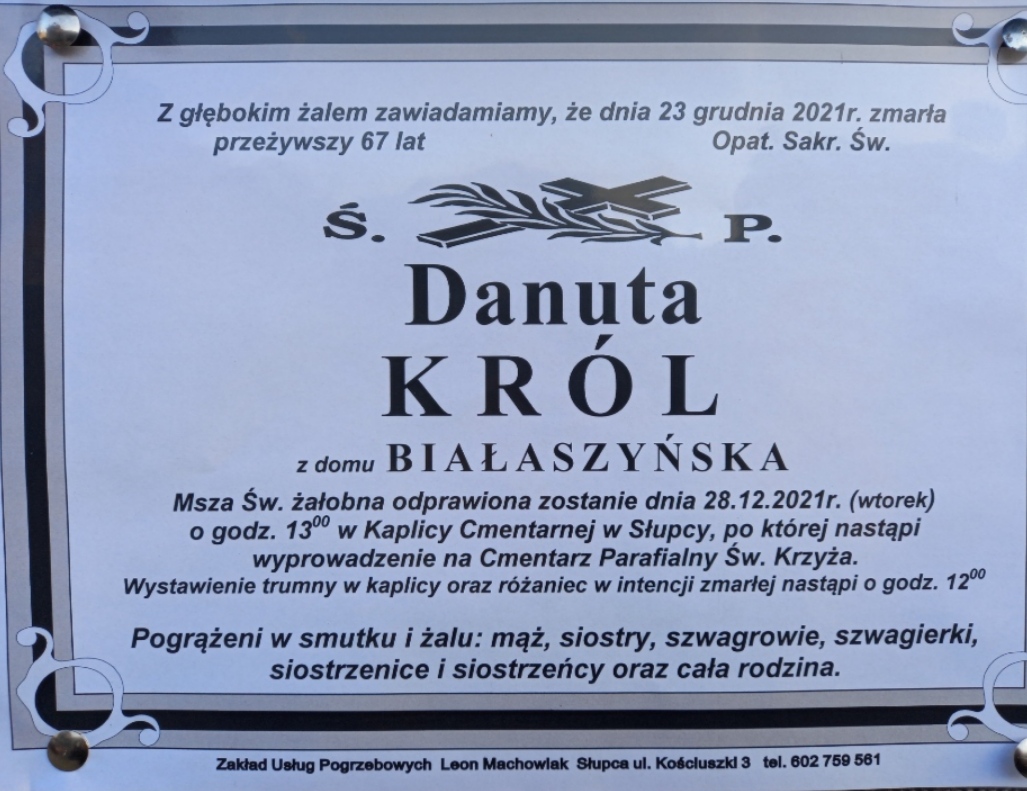 Z głębokim żalem zawiadamiamy, że dnia 23 grudnia 2021r. zmarła
przeżywszy 67 lat Opat. Sakr. Św.
Ś. P.
Danuta
KRÓL
z domu BIAŁASZYŃSKA
Msza Św. żałobna odprawiona zostanie dnia 28.12.2021r. (wtorek)
o godz. 13⁰⁰ w Kaplicy Cmentarnej w Słupcy, po której nastąpi
wyprowadzenie na Cmentarz Parafialny Św. Krzyża.
Wystawienie trumny w kaplicy oraz różaniec w intencji zmarłej nastąpi o godz. 12⁰⁰
Pogrążeni w smutku i żalu: mąż, siostry, szwagrowie, szwagierki,
siostrzenice i siostrzeńcy oraz cała rodzina.
Zakład Usług Pogrzebowych Leon Machowiak Słupca ul. Kościuszki 3 tel. 602 759 561